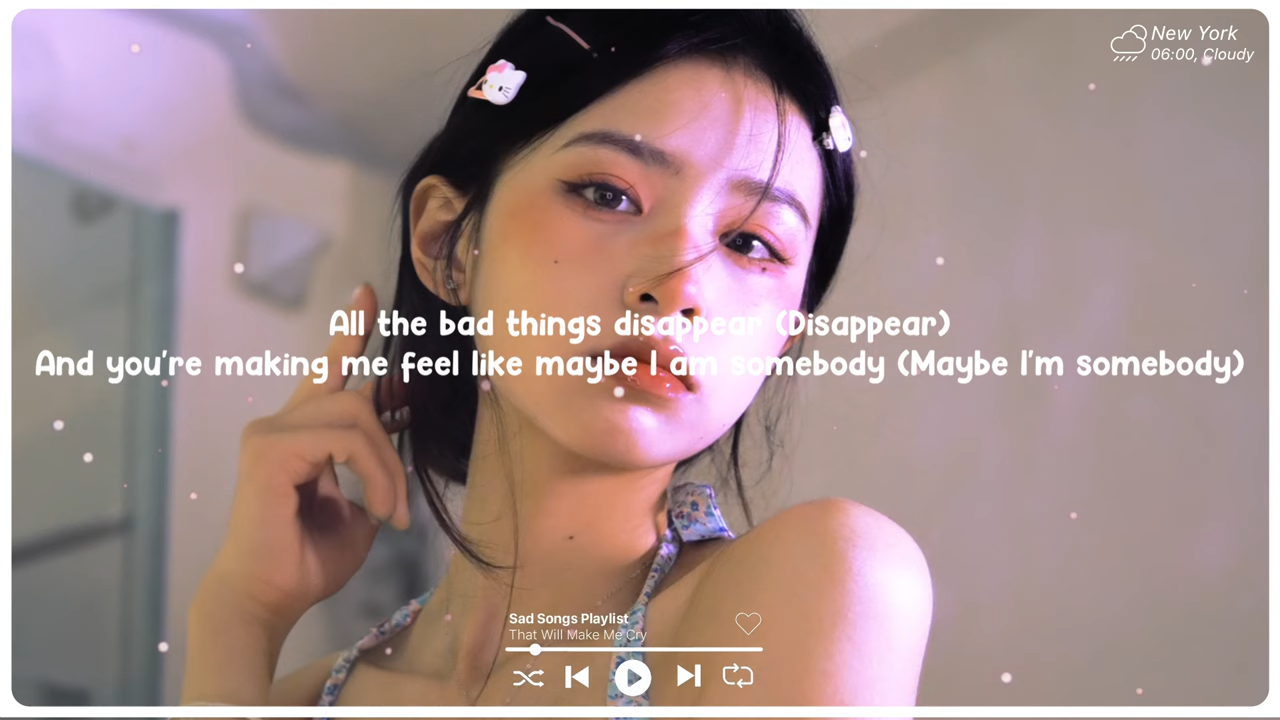 New York
06:00, Cloudy
All the bad things disappear (Disappear)
And you're making me feel like maybe I am somebody (Maybe I'm somebody)
Sad Songs Playlist
That Will Make Me Cry